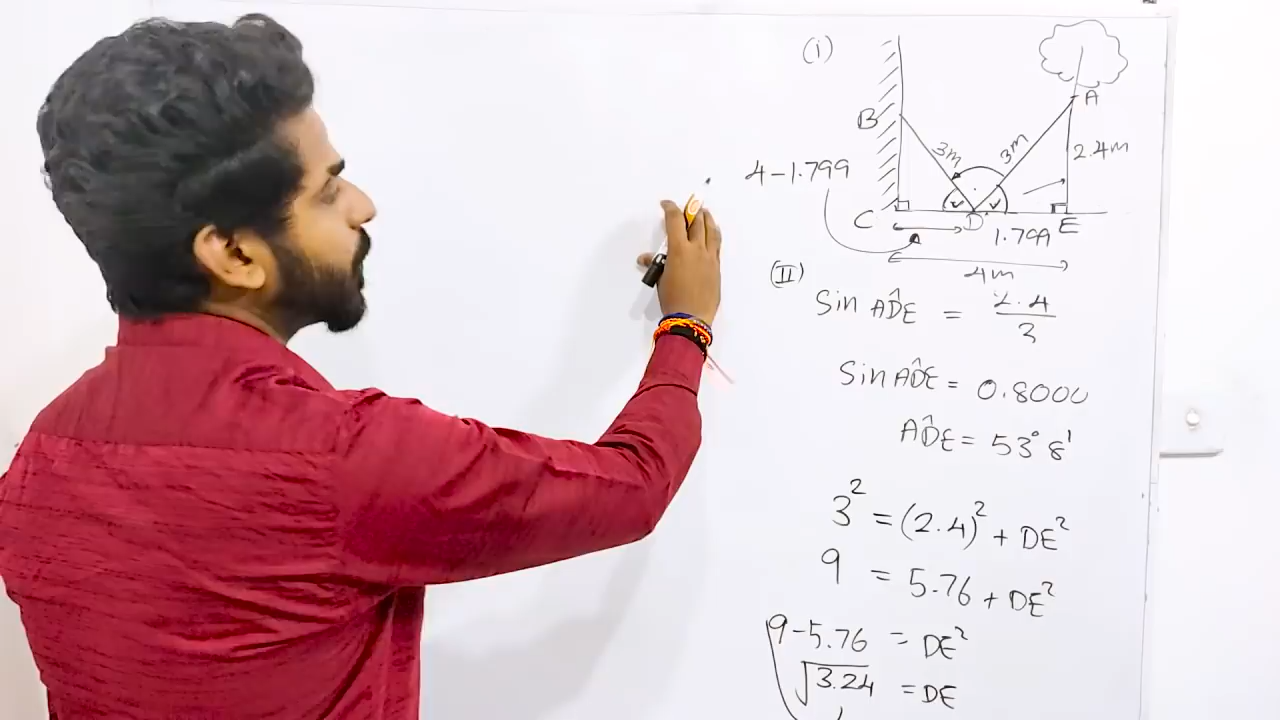 (i)
A
B
3m
3m
2.4m
4-1.799
C
D
E
1.799
4m
(II)
Sin AD̂E = 2.4/3
Sin AD̂E = 0.8000
AD̂E = 53°8'
3² = (2.4)² + DE²
9 = 5.76 + DE²
9-5.76 = DE²
√3.24 = DE